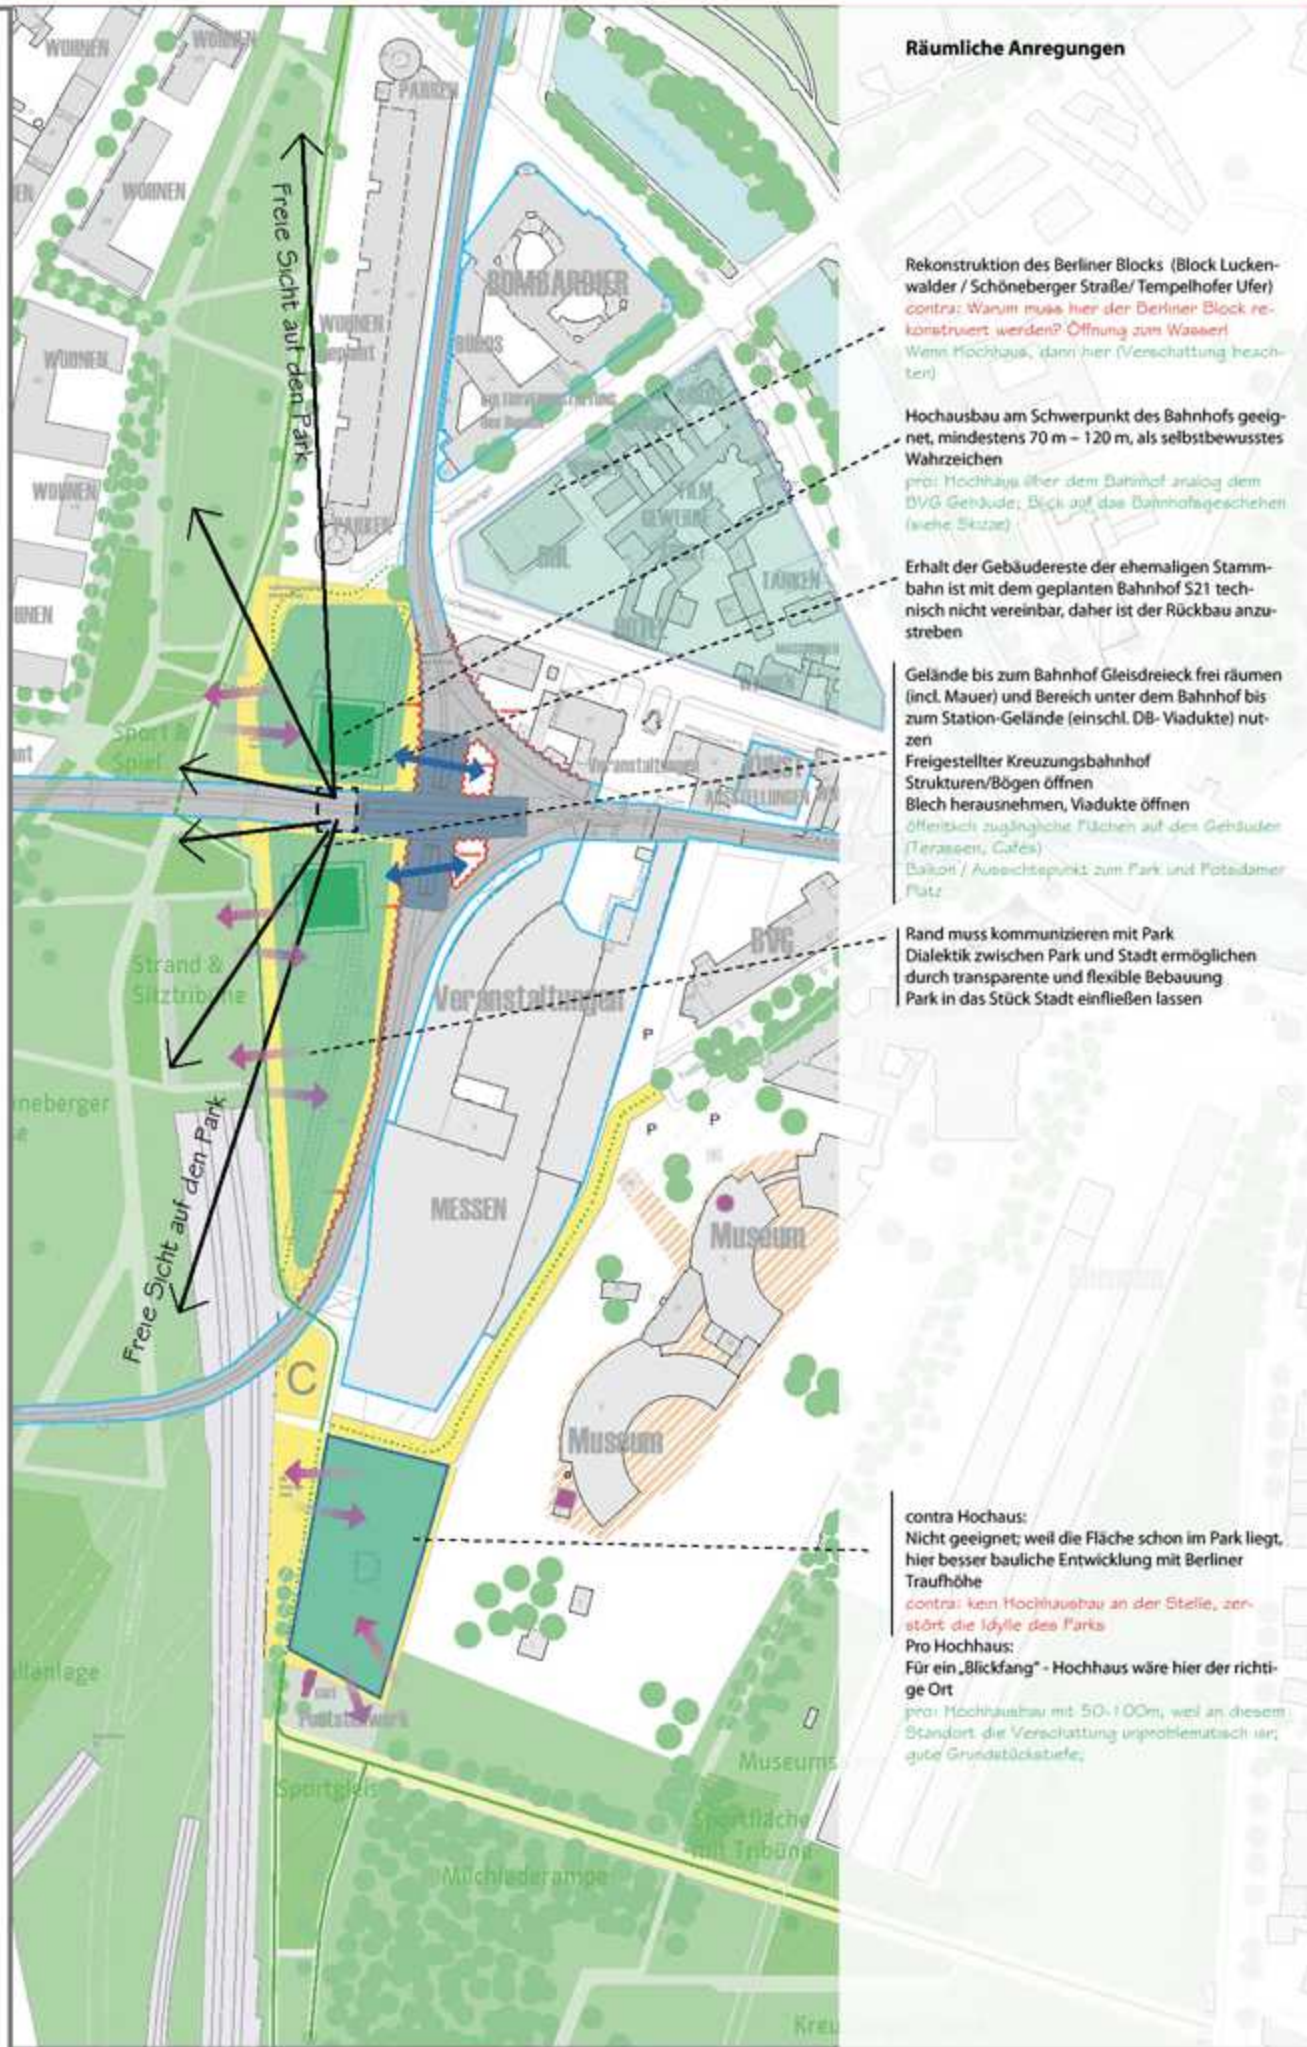 Räumliche Anregungen
Rekonstruktion des Berliner Blocks (Block Lucken-
walder / Schöneberger Straße/ Tempelhofer Ufer)
contra: Warum muss hier der Berliner Block re-
konstruiert werden? Öffnung zum Wasser!
Wenn Hochhaus, dann hier (Verschattung beach-
ten)
Hochausbau am Schwerpunkt des Bahnhofs geeig-
net, mindestens 70 m – 120 m, als selbstbewusstes
Wahrzeichen
pro: Hochhaus über dem Bahnhof analog dem
BVG Gebäude; Blick auf das Bahnhofsgeschehen
(siehe Skizze)
Erhalt der Gebäudereste der ehemaligen Stamm-
bahn ist mit dem geplanten Bahnhof S21 tech-
nisch nicht vereinbar, daher ist der Rückbau anzu-
streben
Gelände bis zum Bahnhof Gleisdreieck frei räumen
(incl. Mauer) und Bereich unter dem Bahnhof bis
zum Station-Gelände (einschl. DB- Viadukte) nut-
zen
Freigestellter Kreuzungsbahnhof
Strukturen/Bögen öffnen
Blech herausnehmen, Viadukte öffnen
öffentlich zugängliche Flächen auf den Gebäuden
(Terassen, Cafés)
Balkon / Aussichtspunkt zum Park und Potsdamer
Platz
Rand muss kommunizieren mit Park
Dialektik zwischen Park und Stadt ermöglichen
durch transparente und flexible Bebauung
Park in das Stück Stadt einfließen lassen
contra Hochaus:
Nicht geeignet; weil die Fläche schon im Park liegt,
hier besser bauliche Entwicklung mit Berliner
Traufhöhe
contra: kein Hochhausbau an der Stelle, zer-
stört die Idylle des Parks
Pro Hochhaus:
Für ein „Blickfang" - Hochhaus wäre hier der richti-
ge Ort
pro: Hochhausbau mit 50-100m, weil an diesem
Standort die Verschattung unproblematisch ist;
gute Grundstückstiefe;
WOHNEN
WOHNEN
PARKEN
WOHNEN
Freie Sicht auf den Park
BOMBARDIER
WOHNEN
geplant
BÜROS
WOHNEN
WOHNEN
PARKEN
FILM
GEWERBE
TANKEN
Sport &
Spiel
Veranstaltungen
KUNST
AUSSTELLUNGEN
BVG
Strand &
Sitztribüne
Veranstaltungen
P
P
P
neberger
Freie Sicht auf den Park
MESSEN
Museum
C
Museum
D
Sportgleis
Museums
Sportfläche
mit Tribüne
Milchladerampe
Kreu